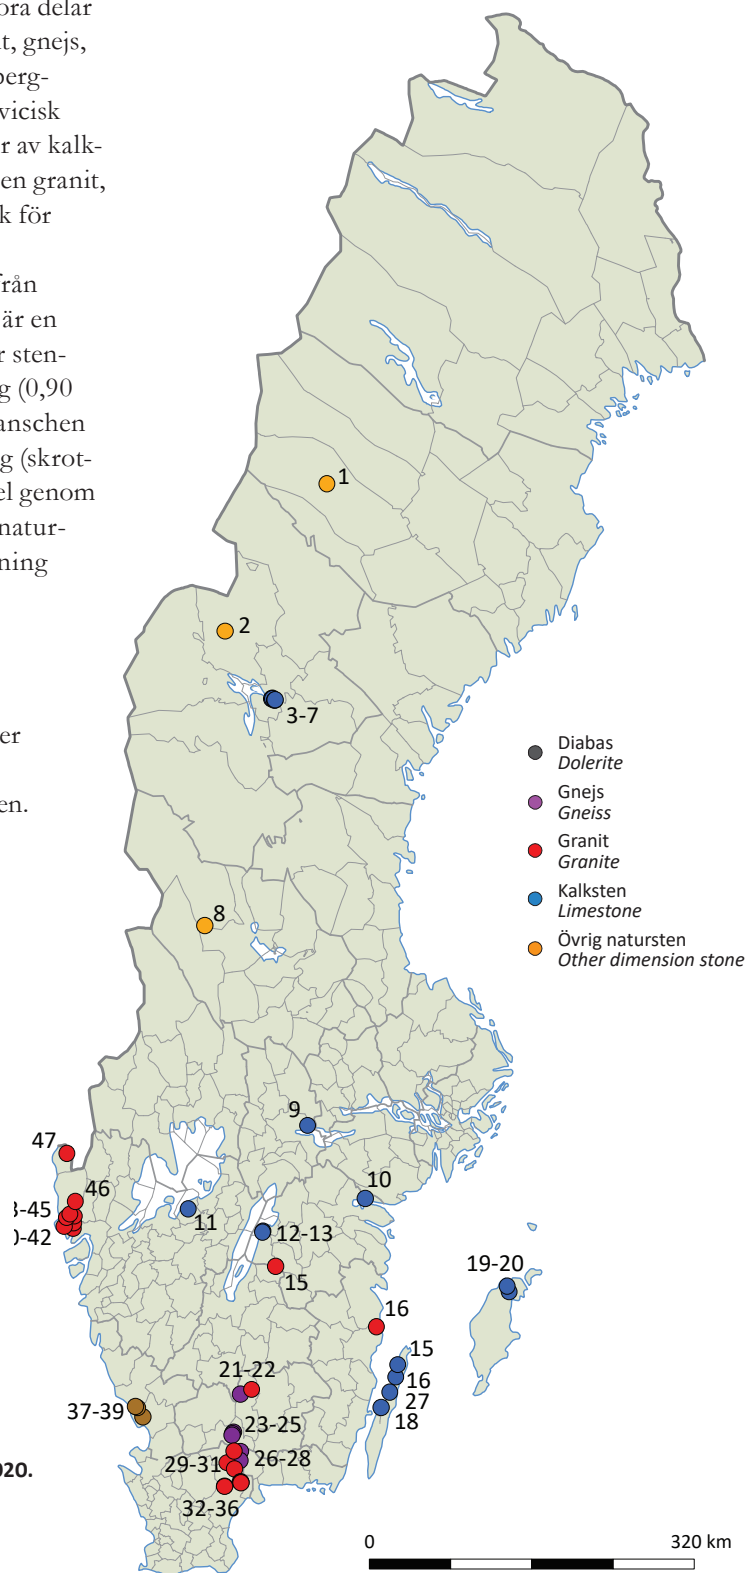 ora delar
t, gnejs,
berg-
vicisk
r av kalk-
en granit,
k för
från
är en
r sten-
g (0,90
anschen
g (skrot-
el genom
natur-
ning
er
en.
020.
1
2
3-7
Diabas
Dolerite
Gnejs
Gneiss
Granit
Granite
Kalksten
Limestone
Övrig natursten
Other dimension stone
8
9
47
10
46
3-45
11
0-42
12-13
19-20
15
16
15
21-22
16
27
37-39
18
23-25
29-31
26-28
32-36
0 320 km